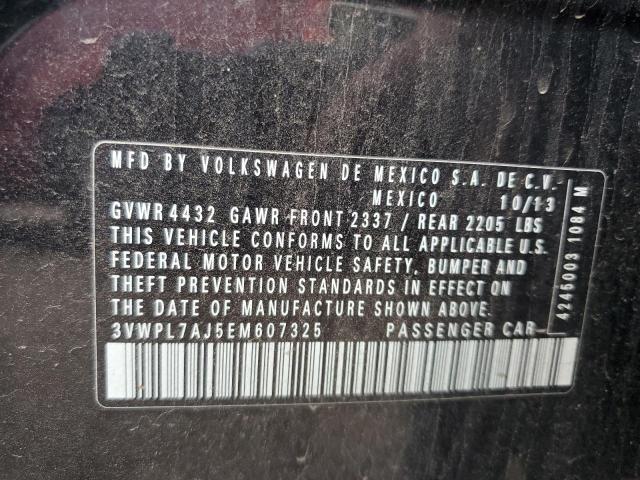 MFD BY VOLKSWAGEN DE MEXICO S.A. DE C.V.
MEXICO 10/13
GVWR 4432 GAWR FRONT 2337 / REAR 2205 LBS
THIS VEHICLE CONFORMS TO ALL APPLICABLE U.S.
FEDERAL MOTOR VEHICLE SAFETY, BUMPER AND
THEFT PREVENTION STANDARDS IN EFFECT ON
THE DATE OF MANUFACTURE SHOWN ABOVE.
3VWPL7AJ5EM607325 PASSENGER CAR
4245003 1084 M